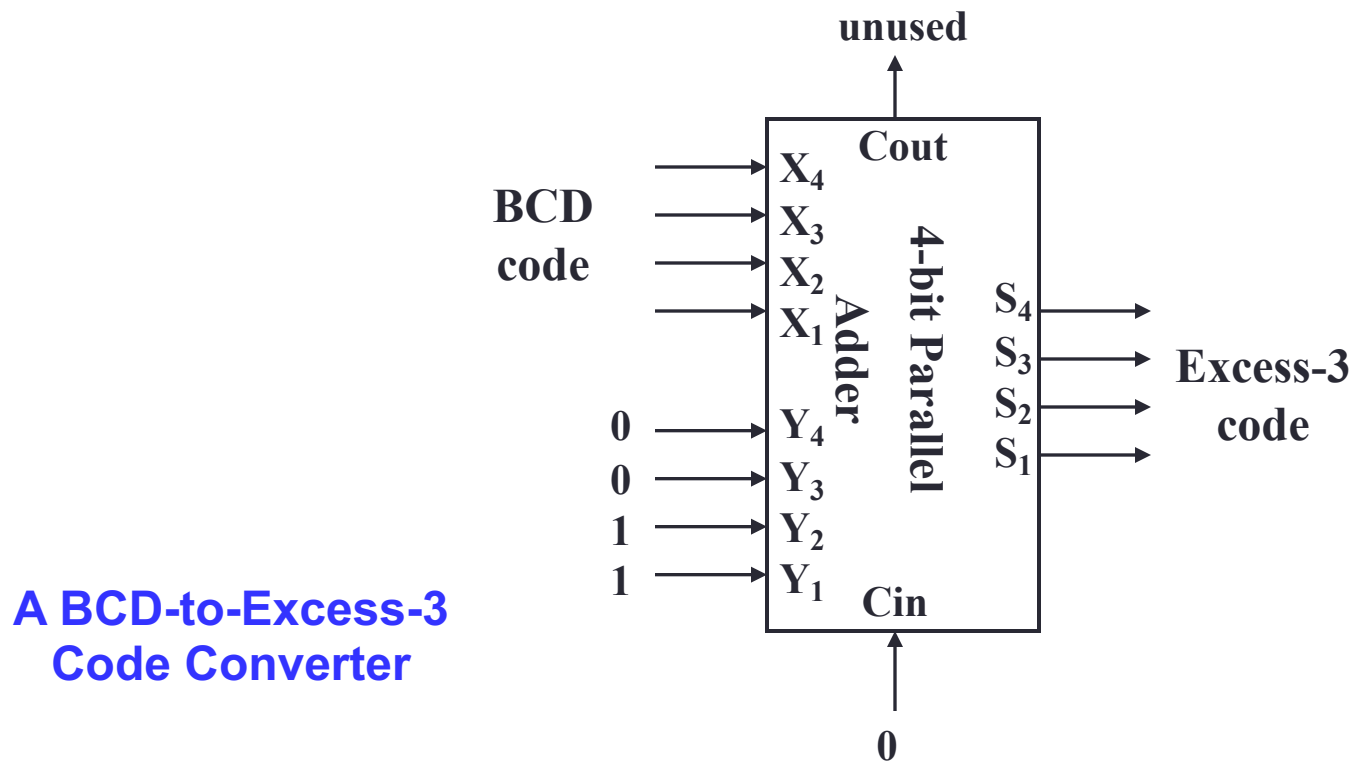 unused
Cout
BCD
code
X₄
X₃
X₂
X₁
4-bit Parallel
Adder
S₄
S₃
S₂
S₁
Excess-3
code
0
0
1
1
Y₄
Y₃
Y₂
Y₁
Cin
0
A BCD-to-Excess-3
Code Converter